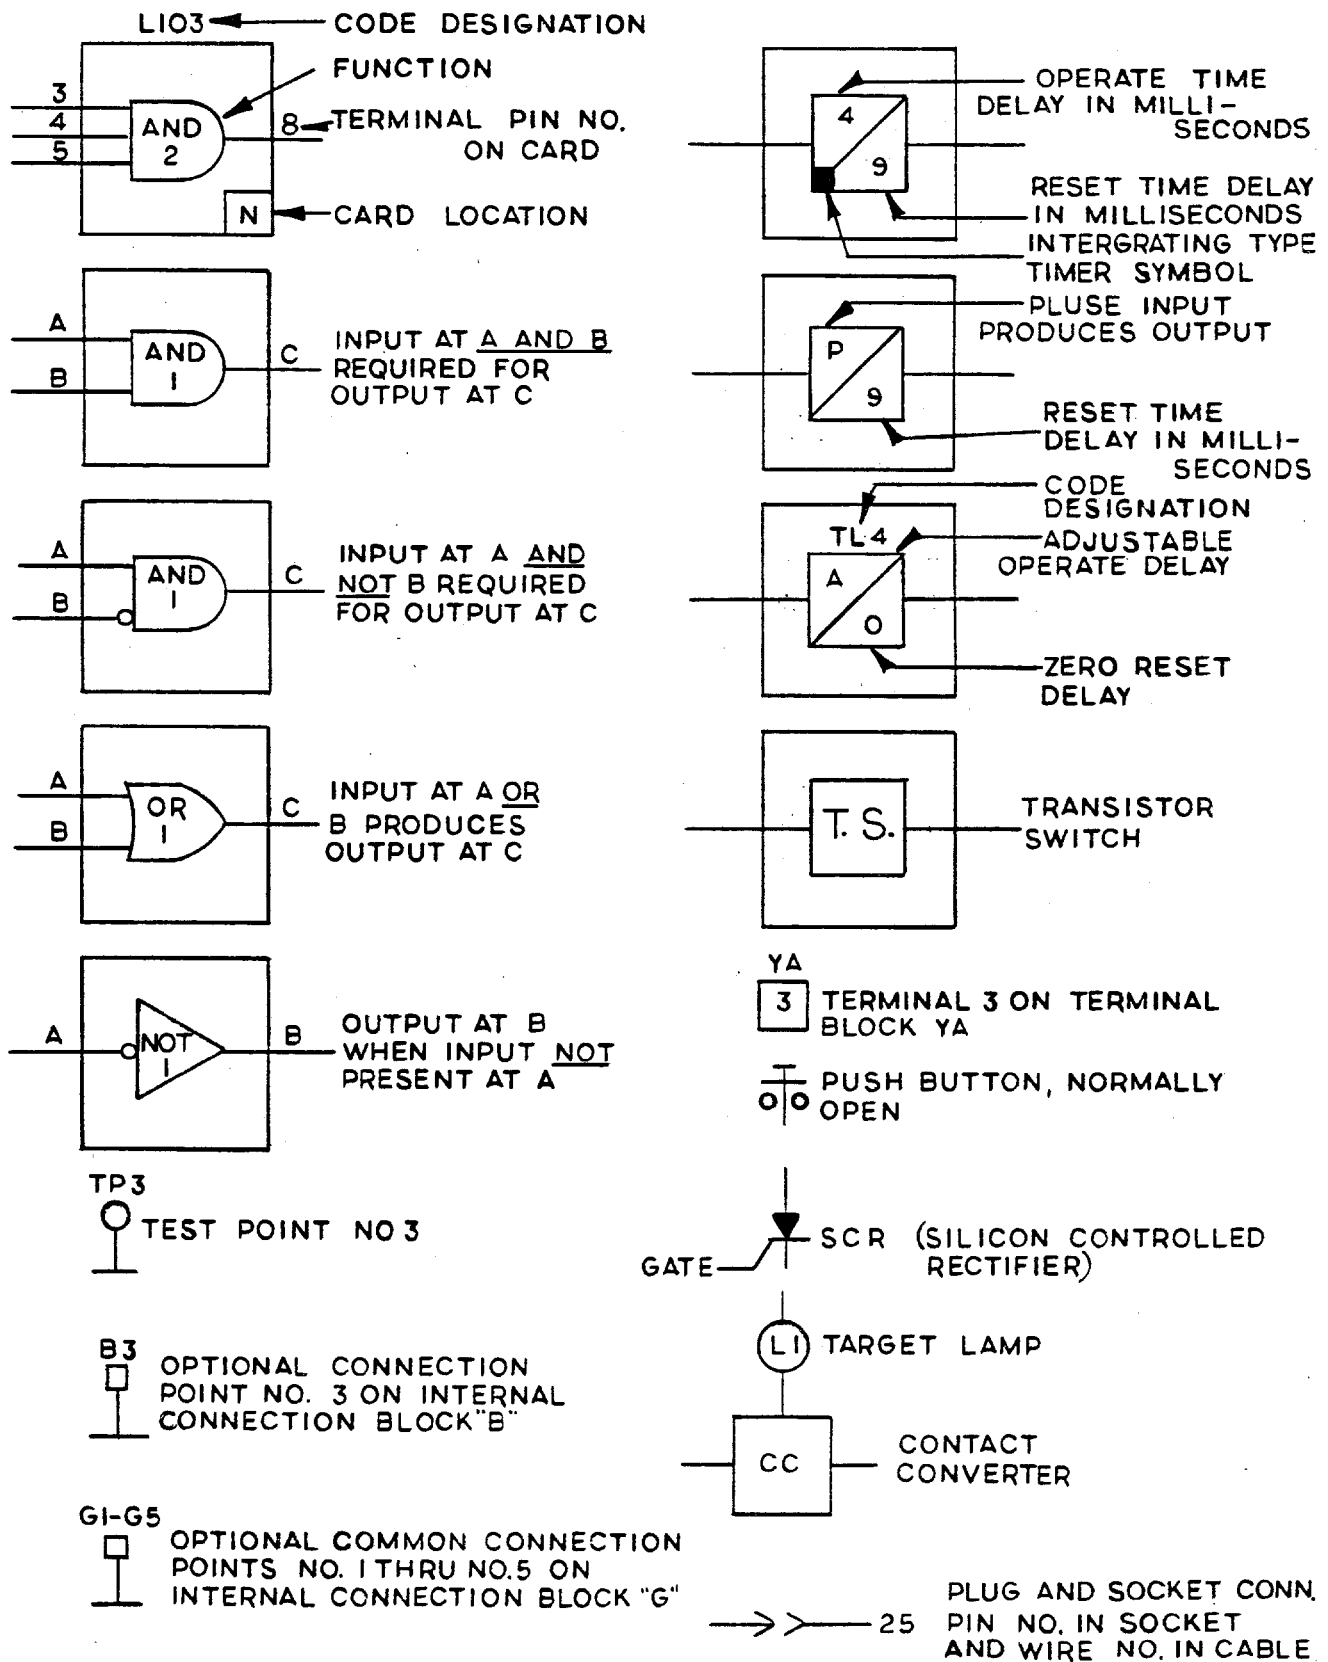 L103
CODE DESIGNATION
FUNCTION
3
4
5
AND
2
8
TERMINAL PIN NO.
ON CARD
N
CARD LOCATION
A
B
AND
1
C
INPUT AT A AND B
REQUIRED FOR
OUTPUT AT C
A
B
AND
1
C
INPUT AT A AND
NOT B REQUIRED
FOR OUTPUT AT C
A
B
OR
1
C
INPUT AT A OR
B PRODUCES
OUTPUT AT C
A
NOT
1
B
OUTPUT AT B
WHEN INPUT NOT
PRESENT AT A
TP3
TEST POINT NO 3
B3
OPTIONAL CONNECTION
POINT NO. 3 ON INTERNAL
CONNECTION BLOCK "B"
G1-G5
OPTIONAL COMMON CONNECTION
POINTS NO. 1 THRU NO.5 ON
INTERNAL CONNECTION BLOCK "G"
4
9
OPERATE TIME
DELAY IN MILLI-
SECONDS
RESET TIME DELAY
IN MILLISECONDS
INTERGRATING TYPE
TIMER SYMBOL
P
9
PLUSE INPUT
PRODUCES OUTPUT
RESET TIME
DELAY IN MILLI-
SECONDS
CODE
DESIGNATION
TL4
A
O
ADJUSTABLE
OPERATE DELAY
ZERO RESET
DELAY
T. S.
TRANSISTOR
SWITCH
YA
3
TERMINAL 3 ON TERMINAL
BLOCK YA
PUSH BUTTON, NORMALLY
OPEN
GATE
SCR (SILICON CONTROLLED
RECTIFIER)
L1
TARGET LAMP
CC
CONTACT
CONVERTER
25
PLUG AND SOCKET CONN.
PIN NO. IN SOCKET
AND WIRE NO. IN CABLE